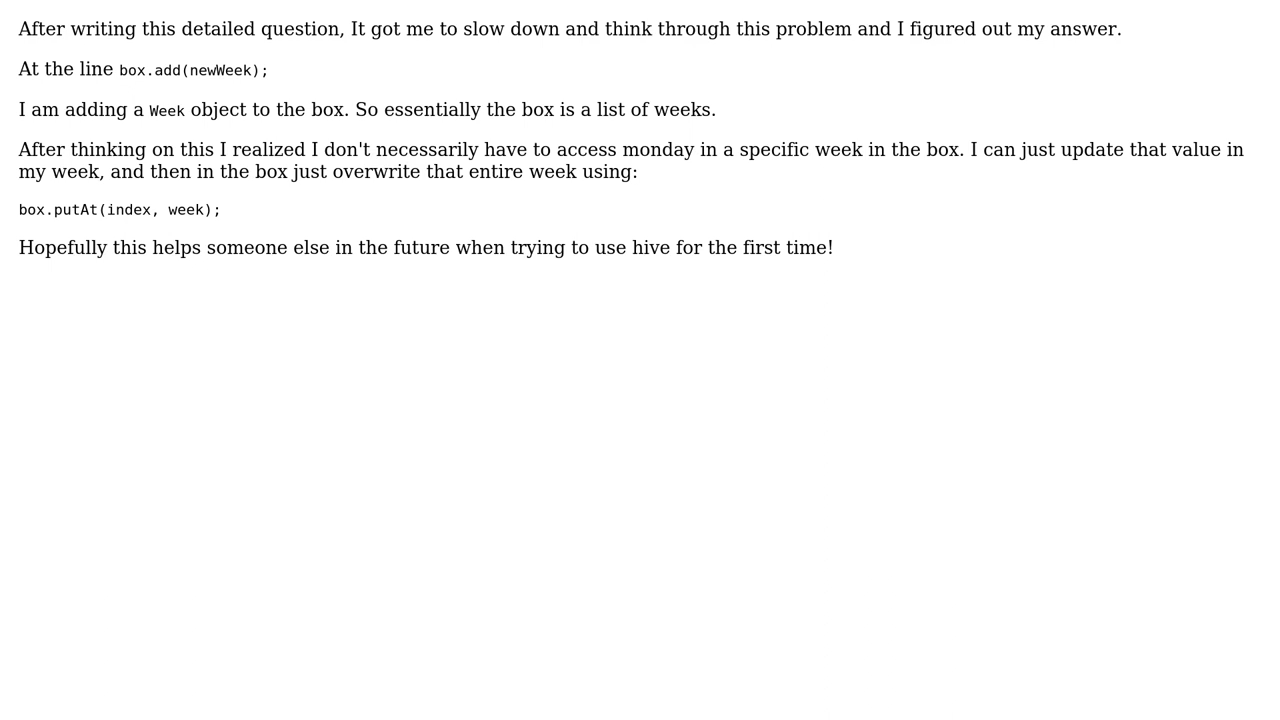 After writing this detailed question, It got me to slow down and think through this problem and I figured out my answer.
At the line box.add(newWeek);
I am adding a Week object to the box. So essentially the box is a list of weeks.
After thinking on this I realized I don't necessarily have to access monday in a specific week in the box. I can just update that value in
my week, and then in the box just overwrite that entire week using:
box.putAt(index, week);
Hopefully this helps someone else in the future when trying to use hive for the first time!